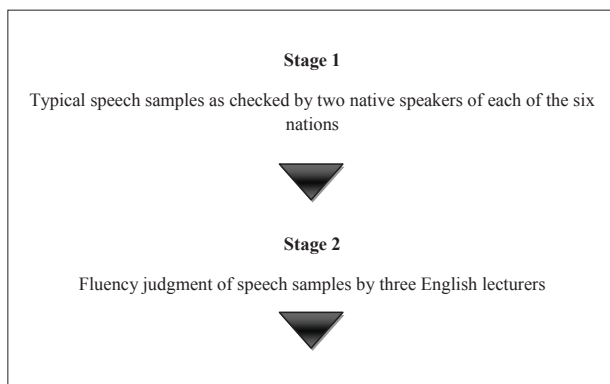 Stage 1
Typical speech samples as checked by two native speakers of each of the six
nations
Stage 2
Fluency judgment of speech samples by three English lecturers